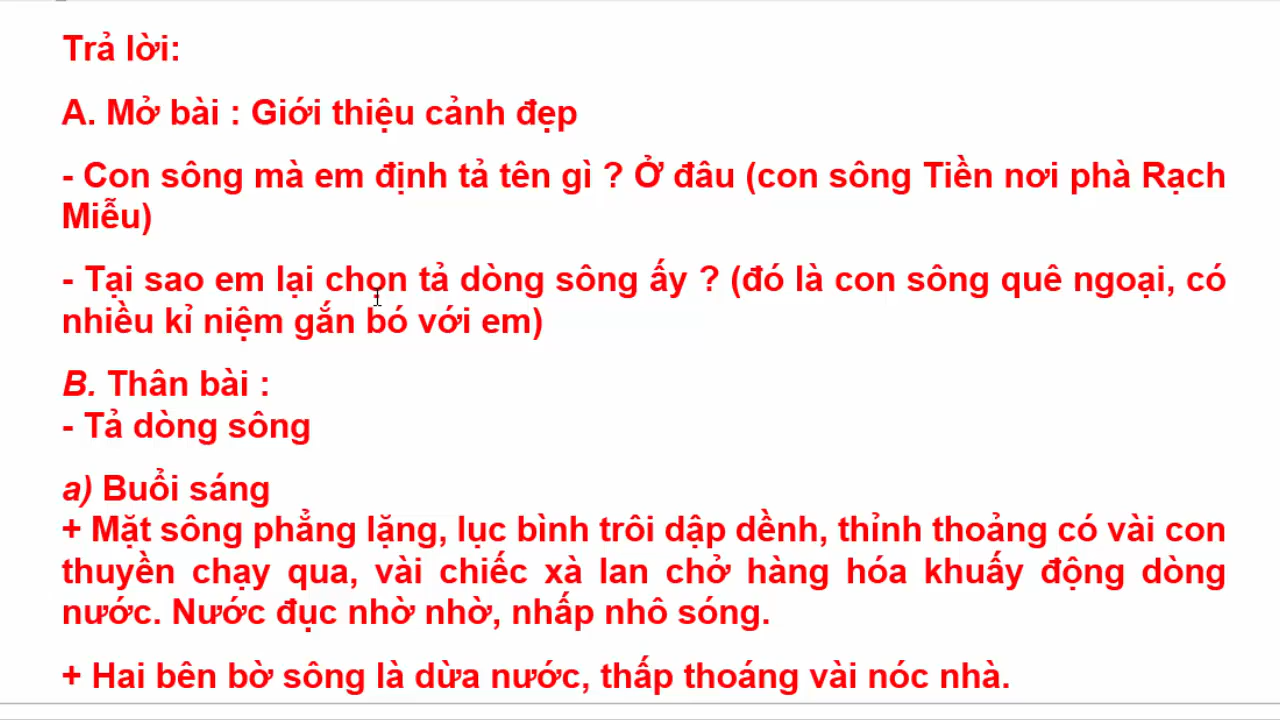 Trả lời:
A. Mở bài : Giới thiệu cảnh đẹp
- Con sông mà em định tả tên gì ? Ở đâu (con sông Tiền nơi phà Rạch
Miễu)
- Tại sao em lại chọn tả dòng sông ấy ? (đó là con sông quê ngoại, có
nhiều kỉ niệm gắn bó với em)
B. Thân bài :
- Tả dòng sông
a) Buổi sáng
+ Mặt sông phẳng lặng, lục bình trôi dập dềnh, thỉnh thoảng có vài con
thuyền chạy qua, vài chiếc xà lan chở hàng hóa khuấy động dòng
nước. Nước đục nhờ nhờ, nhấp nhô sóng.
+ Hai bên bờ sông là dừa nước, thấp thoáng vài nóc nhà.